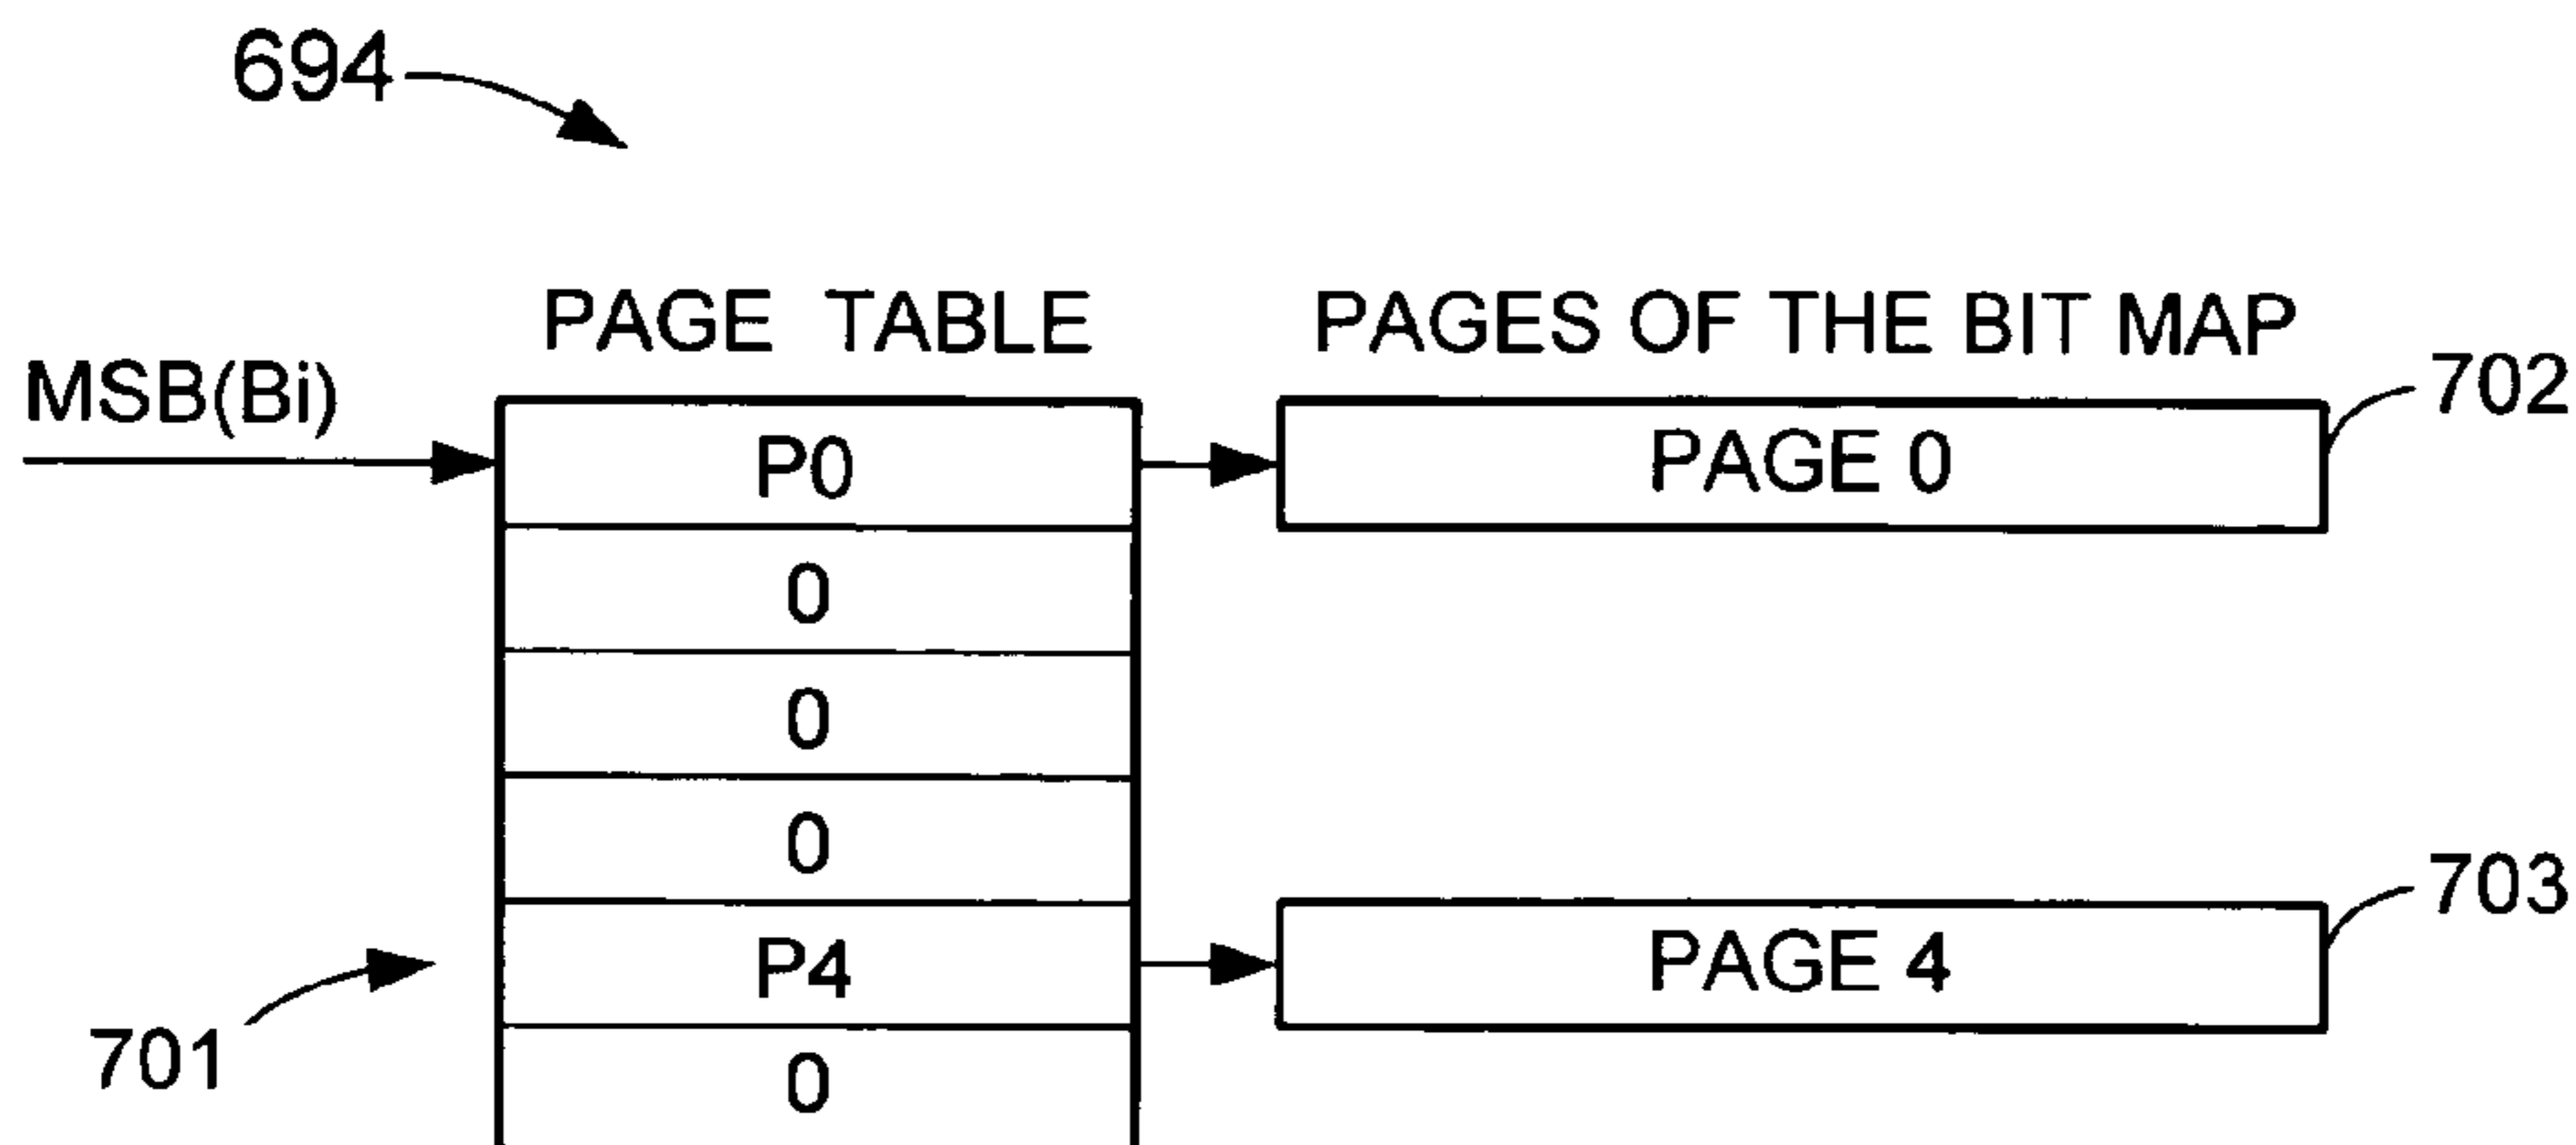 694
PAGE TABLE
PAGES OF THE BIT MAP
MSB(Bi)
702
P0
PAGE 0
0
0
0
703
P4
PAGE 4
701
0